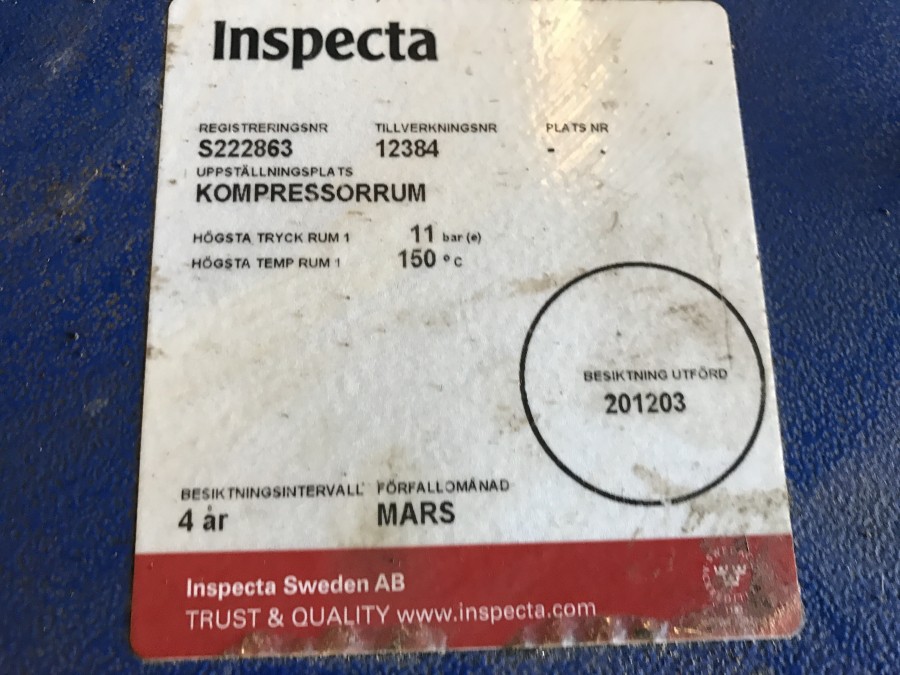 Inspecta
REGISTRERINGSNR TILLVERKNINGSNR PLATS NR
S222863 12384 - -
UPPSTÄLLNINGSPLATS
KOMPRESSORRUM
HÖGSTA TRYCK RUM 1 11 bar (e)
HÖGSTA TEMP RUM 1 150 °C
BESIKTNING UTFÖRD
201203
BESIKTNINGSINTERVALL FÖRFALLOMÅNAD
4 år MARS
Inspecta Sweden AB
TRUST & QUALITY www.inspecta.com